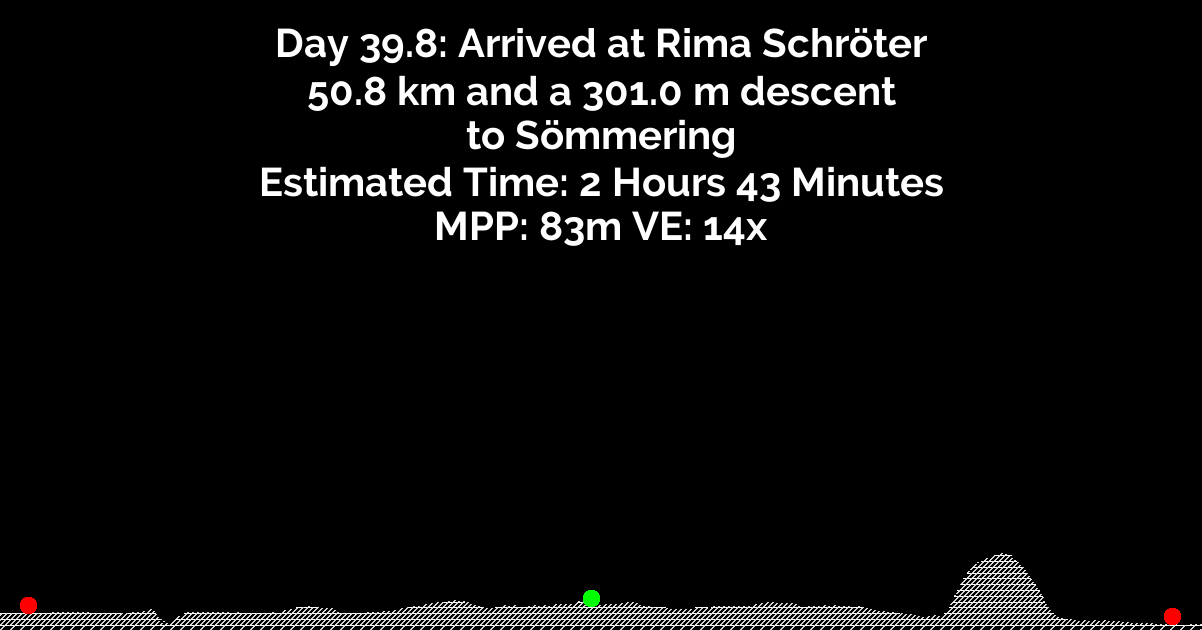 Day 39.8: Arrived at Rima Schröter
50.8 km and a 301.0 m descent
to Sömmering
Estimated Time: 2 Hours 43 Minutes
MPP: 83m VE: 14x